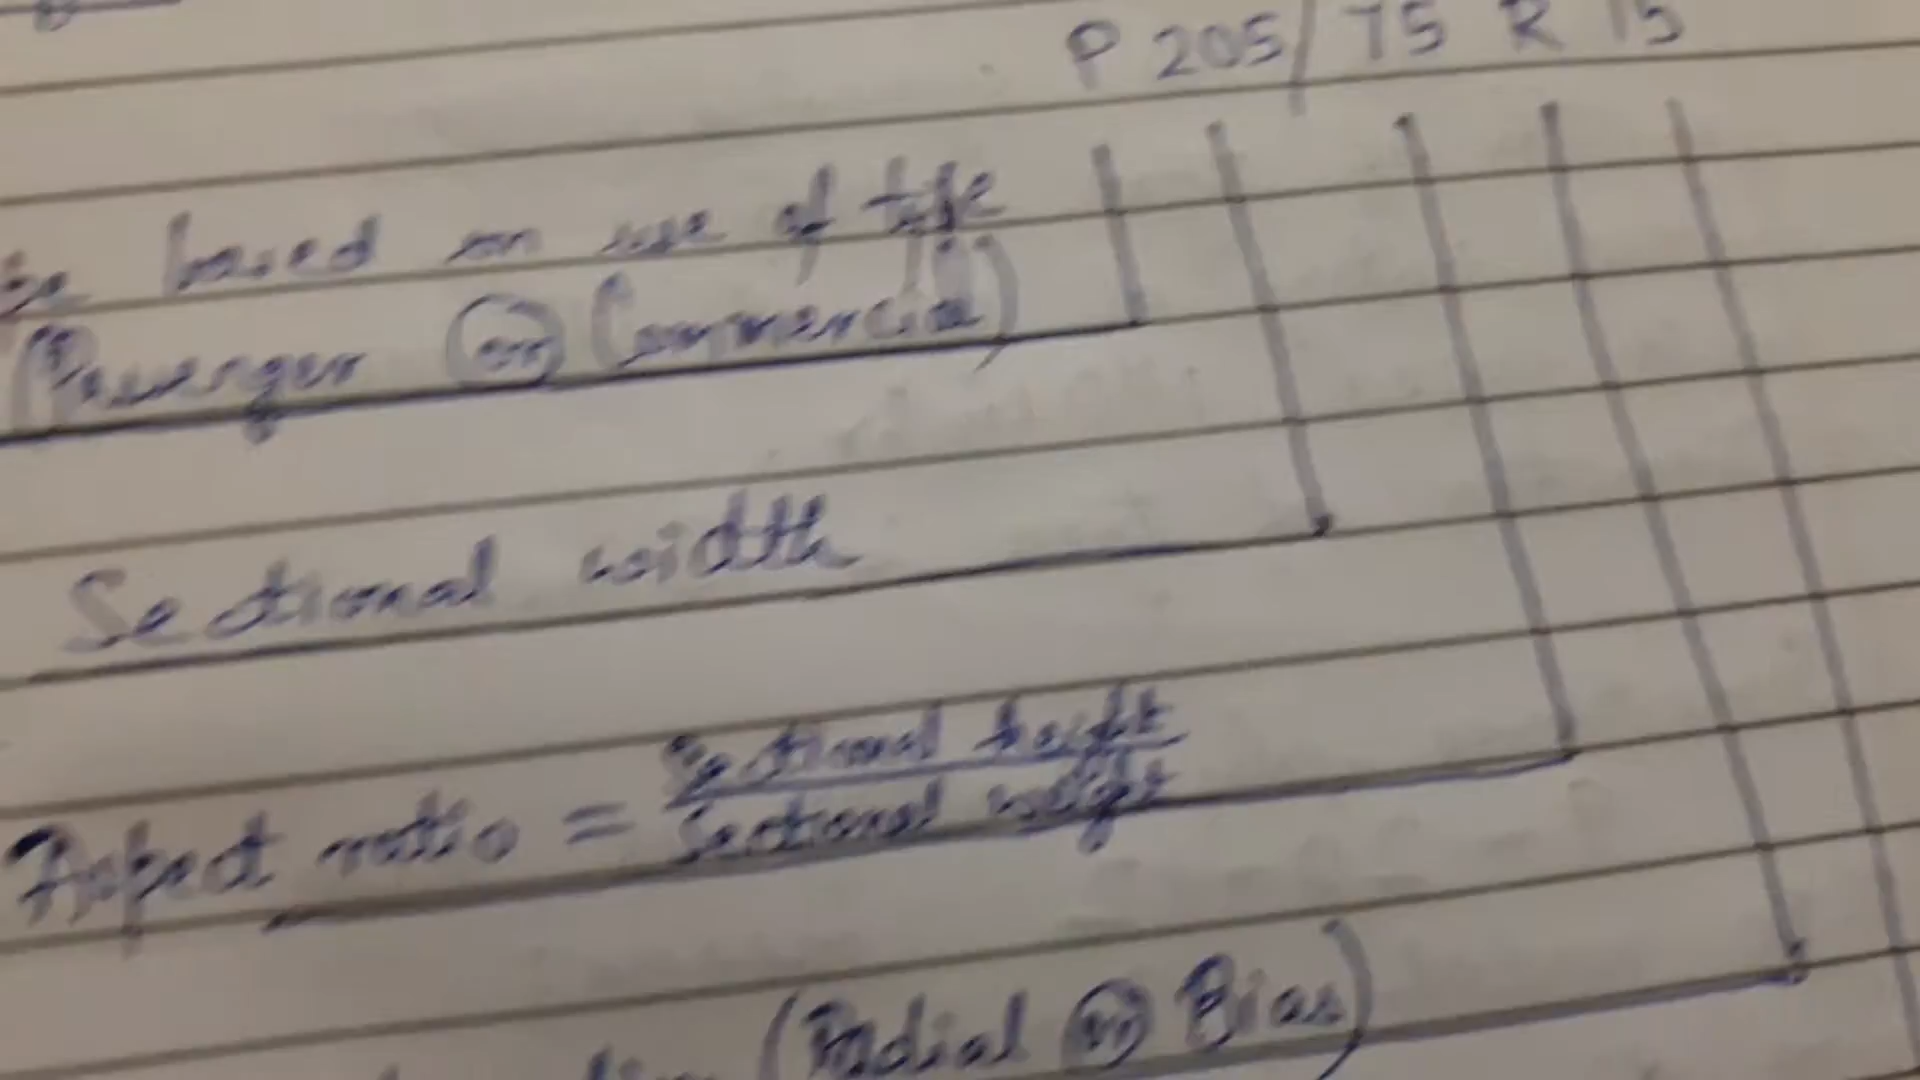 P 205/75 R 15
based on use of tyre
(Passenger or Commercial)
Sectional width
Aspect ratio = Sectional height
Sectional weight
(Radial or Bias)